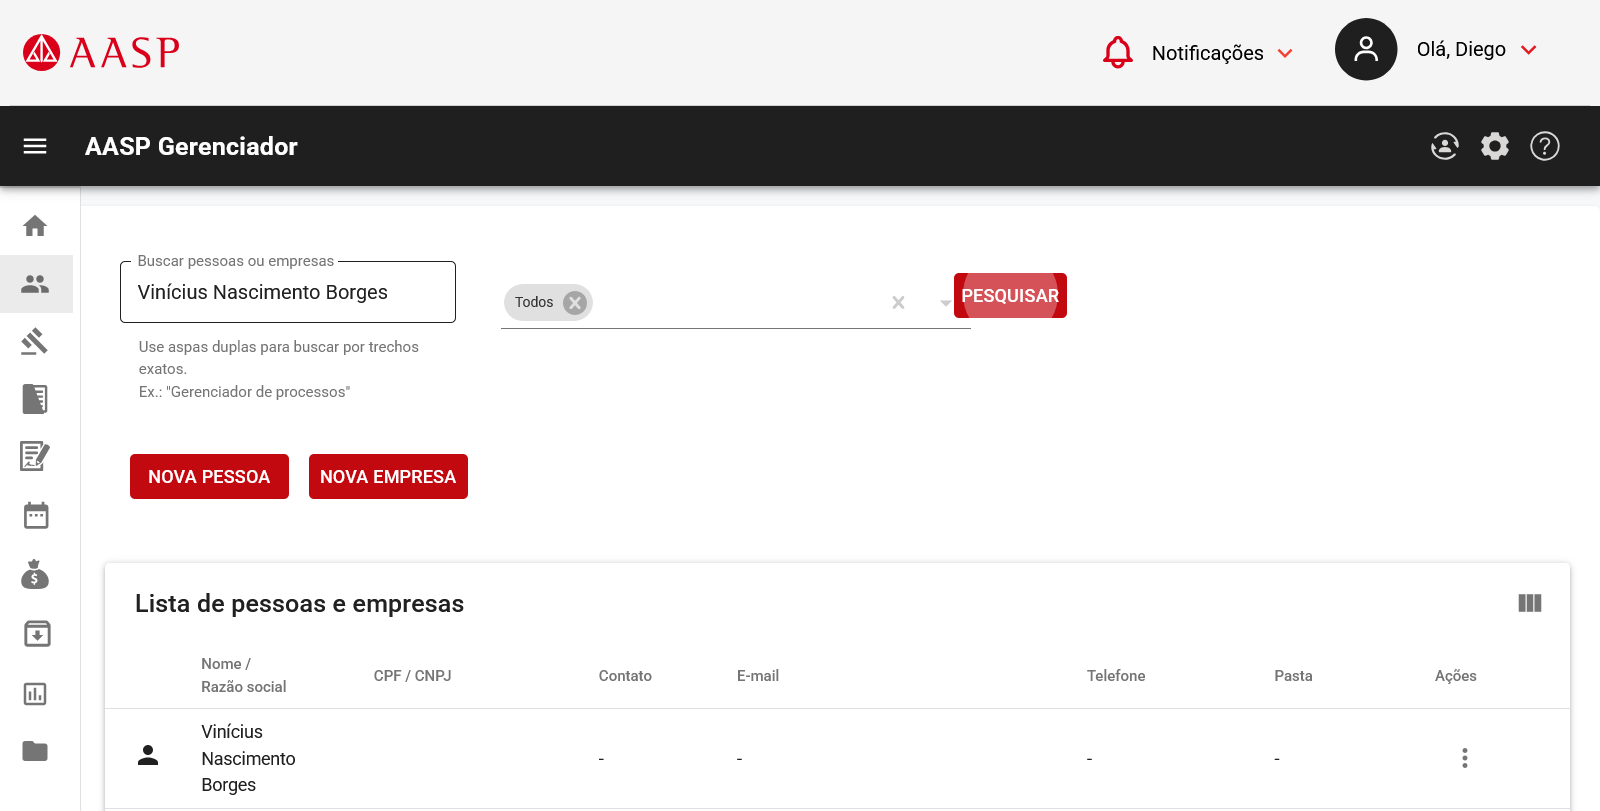 AASP
Notificações
Olá, Diego
AASP Gerenciador
Buscar pessoas ou empresas
Vinícius Nascimento Borges
Todos
PESQUISAR
Use aspas duplas para buscar por trechos
exatos.
Ex.: "Gerenciador de processos"
NOVA PESSOA
NOVA EMPRESA
Lista de pessoas e empresas
Nome /
Razão social
CPF / CNPJ
Contato
E-mail
Telefone
Pasta
Ações
Vinícius
Nascimento
Borges
-
-
-
-